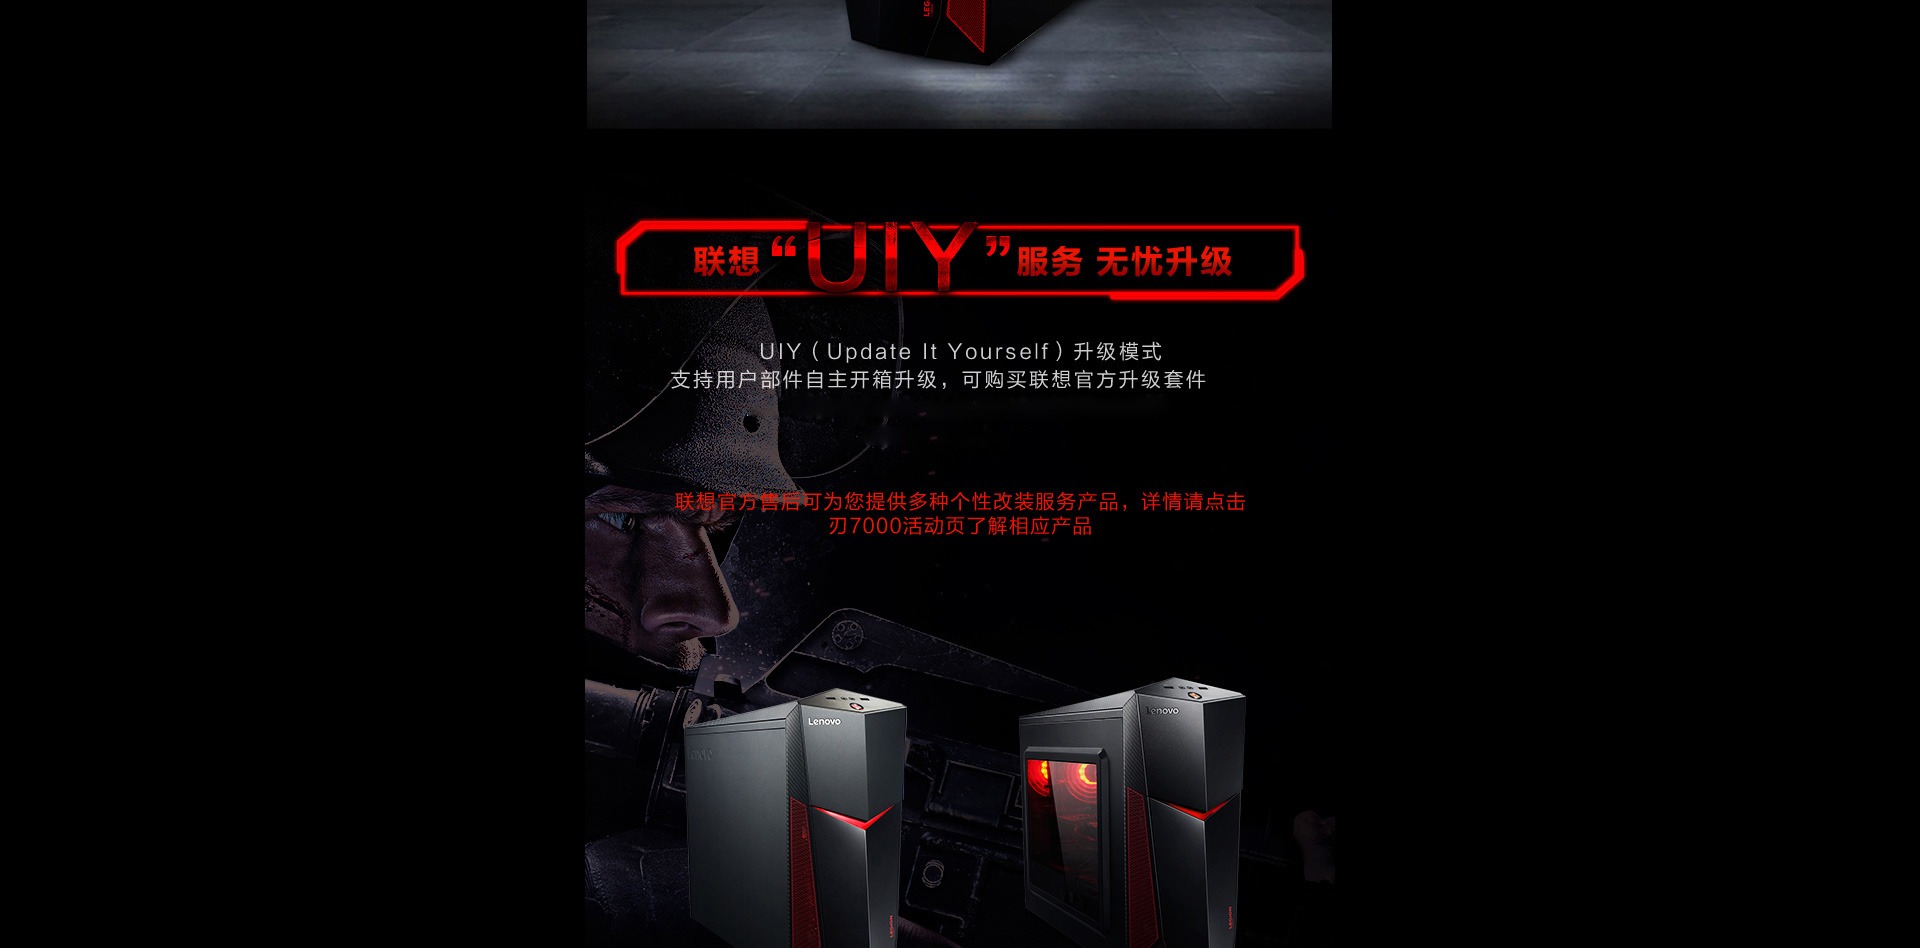 LEG
联想“UIY”服务 无忧升级
UIY（Update It Yourself）升级模式
支持用户部件自主开箱升级，可购买联想官方升级套件
联想官方售后可为您提供多种个性改装服务产品，详情请点击
刃7000活动页了解相应产品
Lenovo
Lenovo
Lenovo
LEGION
LEGION